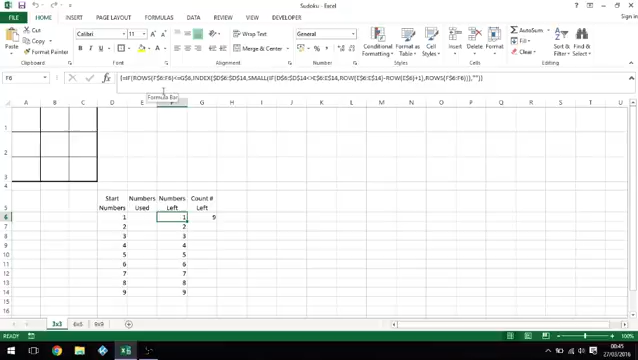 Sudoku - Excel
Sign in
FILE HOME INSERT PAGE LAYOUT FORMULAS DATA REVIEW VIEW DEVELOPER
Cut
Copy
Format Painter
Paste
Clipboard
Calibri 11
B I U
Font
Wrap Text
Merge & Center
Alignment
General
Number
Conditional Formatting
Format as Table
Cell Styles
Styles
Insert Delete Format
Cells
AutoSum
Fill
Clear
Sort & Filter
Find & Select
Editing
F6
{=IF(ROWS(F$6:F6)<=G$6,INDEX($D$6:$D$14,SMALL(IF($D$6:$D$14<>E$6:E$14,ROW(E$6:E$14)-ROW(E$6)+1),ROWS(F$6:F6))),"")}
Formula Bar
A B C D E F G H I J K L M N O P Q R
1
2
3
4
5 Start Numbers Numbers Used Numbers Left Count # Left
6 1 1 9
7 2 2
8 3 3
9 4 4
10 5 5
11 6 6
12 7 7
13 8 8
14 9 9
15
16
3x3 6x6 9x9
READY
100%
00:45
27/03/2016